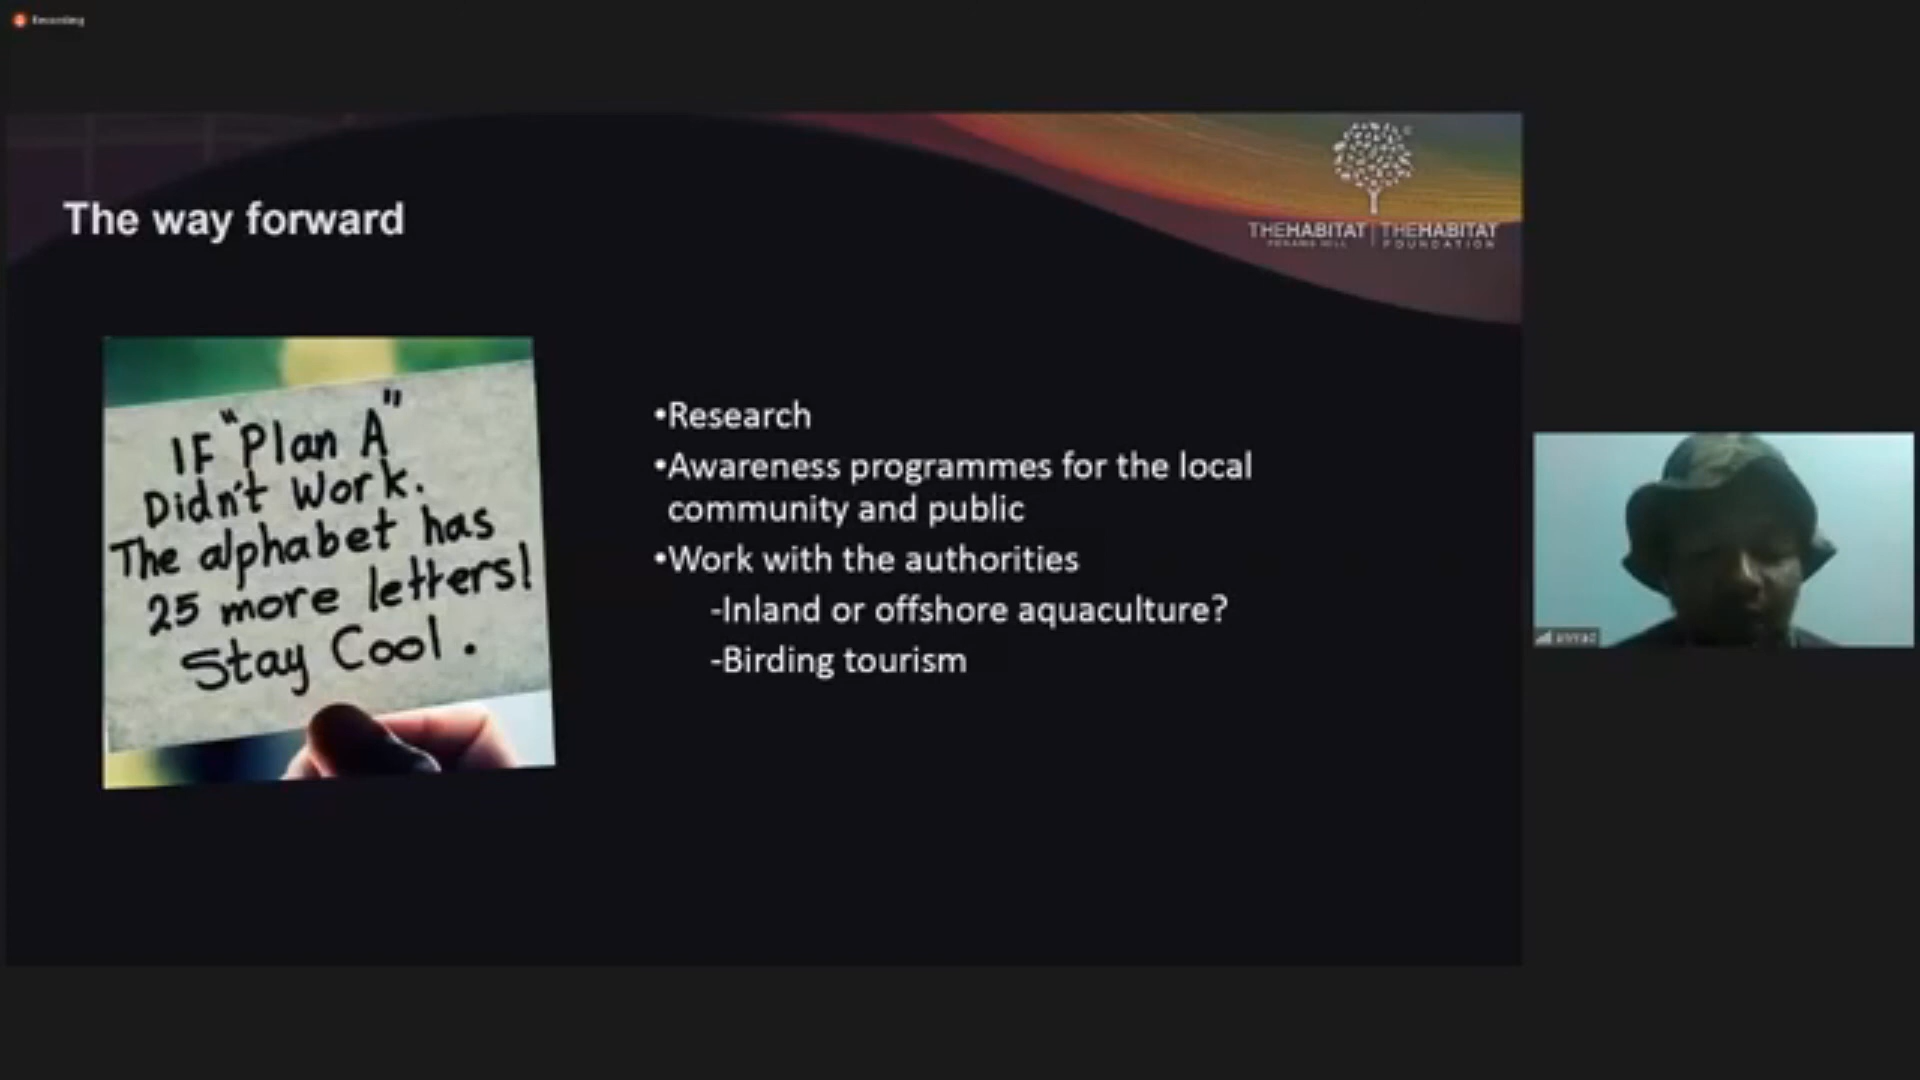 Recording
The way forward
THEHABITAT | THEHABITAT
PENANG HILL FOUNDATION
IF "Plan A"
Didn't Work.
The alphabet has
25 more letters!
Stay Cool.
•Research
•Awareness programmes for the local
community and public
•Work with the authorities
-Inland or offshore aquaculture?
-Birding tourism